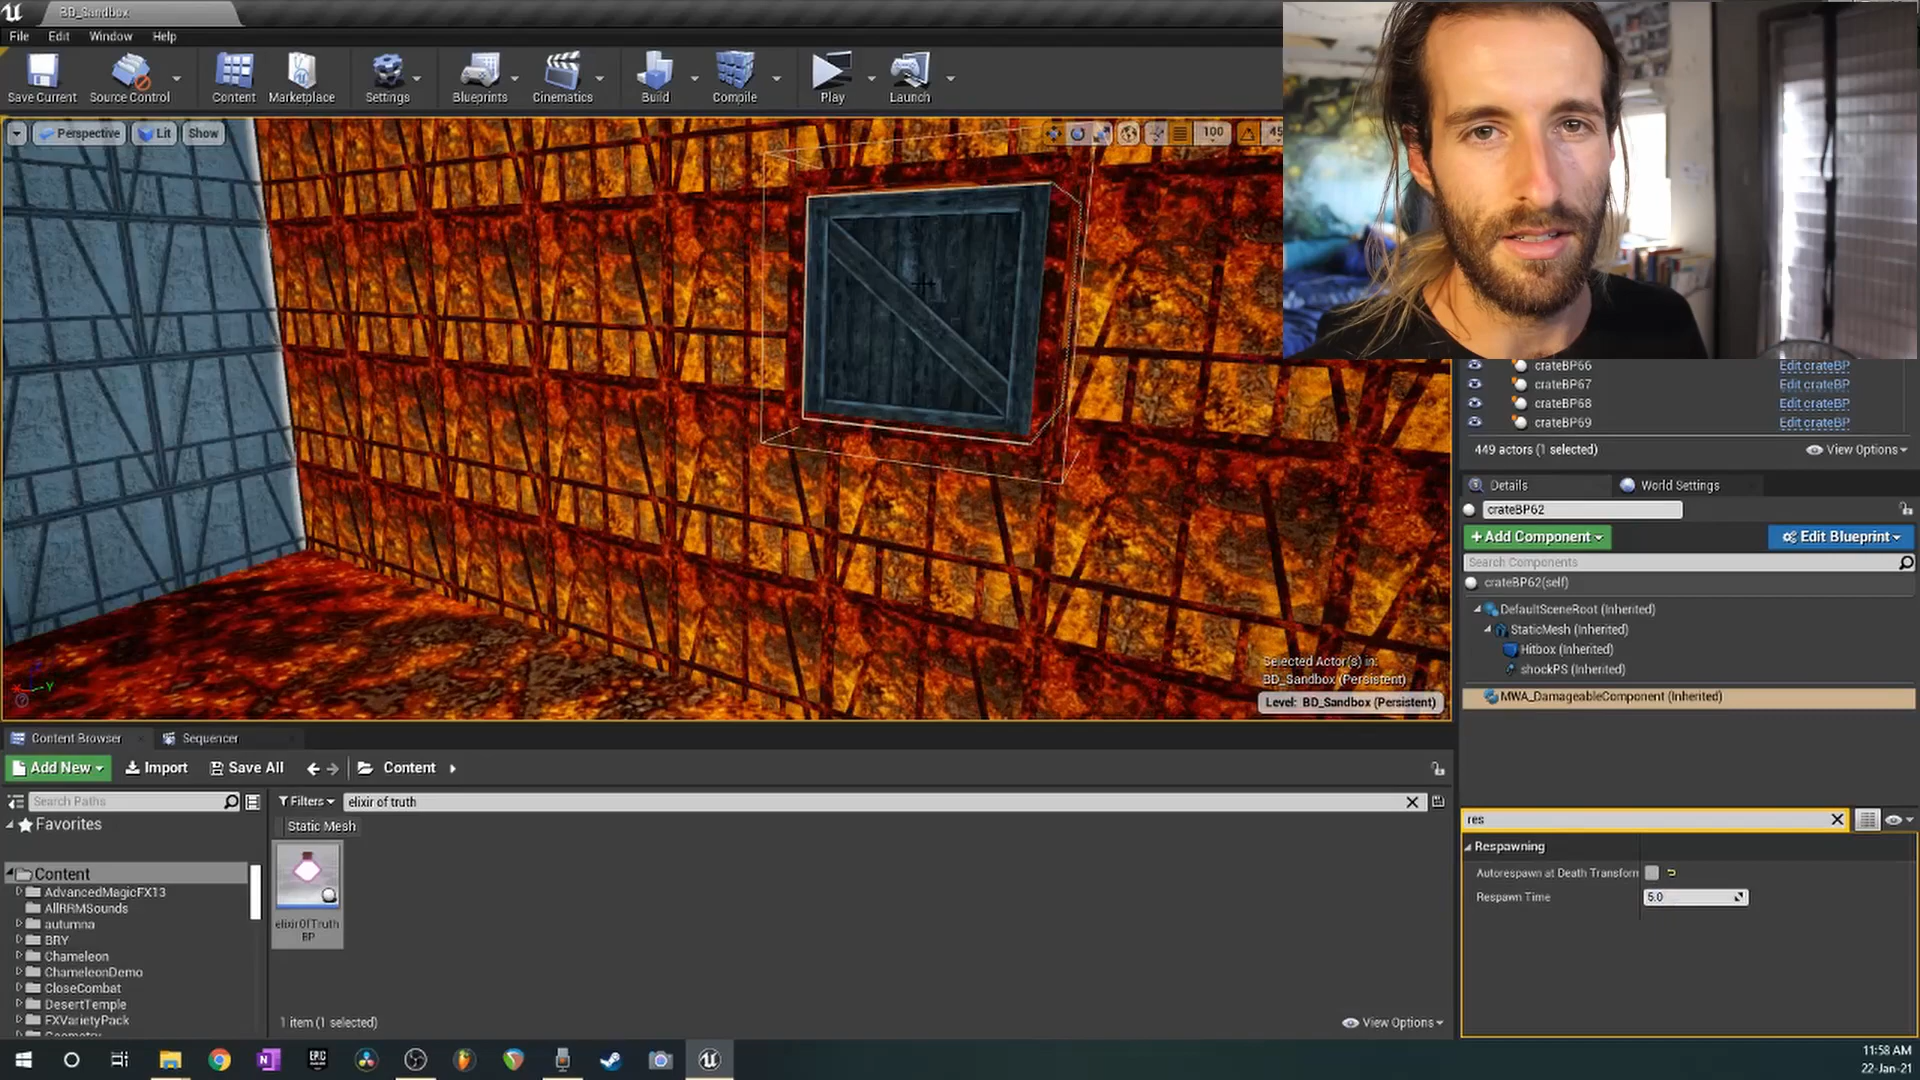 BD_Sandbox
File Edit Window Help
Save Current Source Control Content Marketplace Settings Blueprints Cinematics Build Compile Play Launch
Perspective Lit Show
100 45
crateBP66 Edit crateBP
crateBP67 Edit crateBP
crateBP68 Edit crateBP
crateBP69 Edit crateBP
449 actors (1 selected) View Options
Details World Settings
crateBP62
+Add Component Edit Blueprint
Search Components
crateBP62(self)
DefaultSceneRoot (Inherited)
StaticMesh (Inherited)
Hitbox (Inherited)
shockPS (Inherited)
MWA_DamageableComponent (Inherited)
Selected Actor(s) in:
BD_Sandbox (Persistent)
Level: BD_Sandbox (Persistent)
Y
Content Browser Sequencer
Add New Import Save All Content
Search Paths Filters elixir of truth
Favorites Static Mesh
res
Respawning
Autorespawn at Death Transform
Respawn Time 5.0
Content
AdvancedMagicFX13
AllRRMSounds
autumna
BRY
Chameleon
ChameleonDemo
CloseCombat
DesertTemple
FXVarietyPack
elixirOfTruth
BP
1 item (1 selected) View Options
EPIC
11:58 AM
22-Jan-21